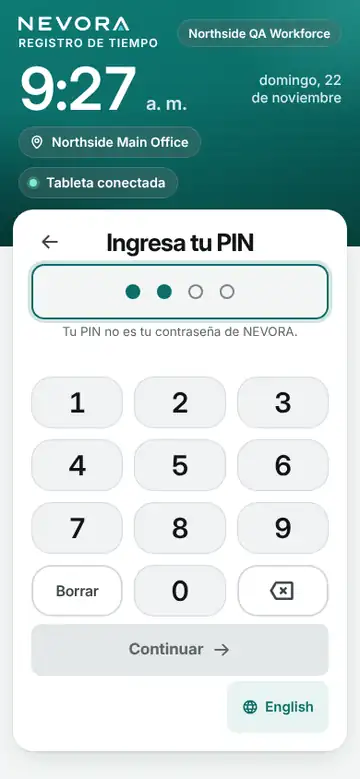 NEVORA
REGISTRO DE TIEMPO
Northside QA Workforce
9:27 a. m.
domingo, 22
de noviembre
Northside Main Office
Tableta conectada
Ingresa tu PIN
Tu PIN no es tu contraseña de NEVORA.
1 2 3
4 5 6
7 8 9
Borrar 0
Continuar →
English